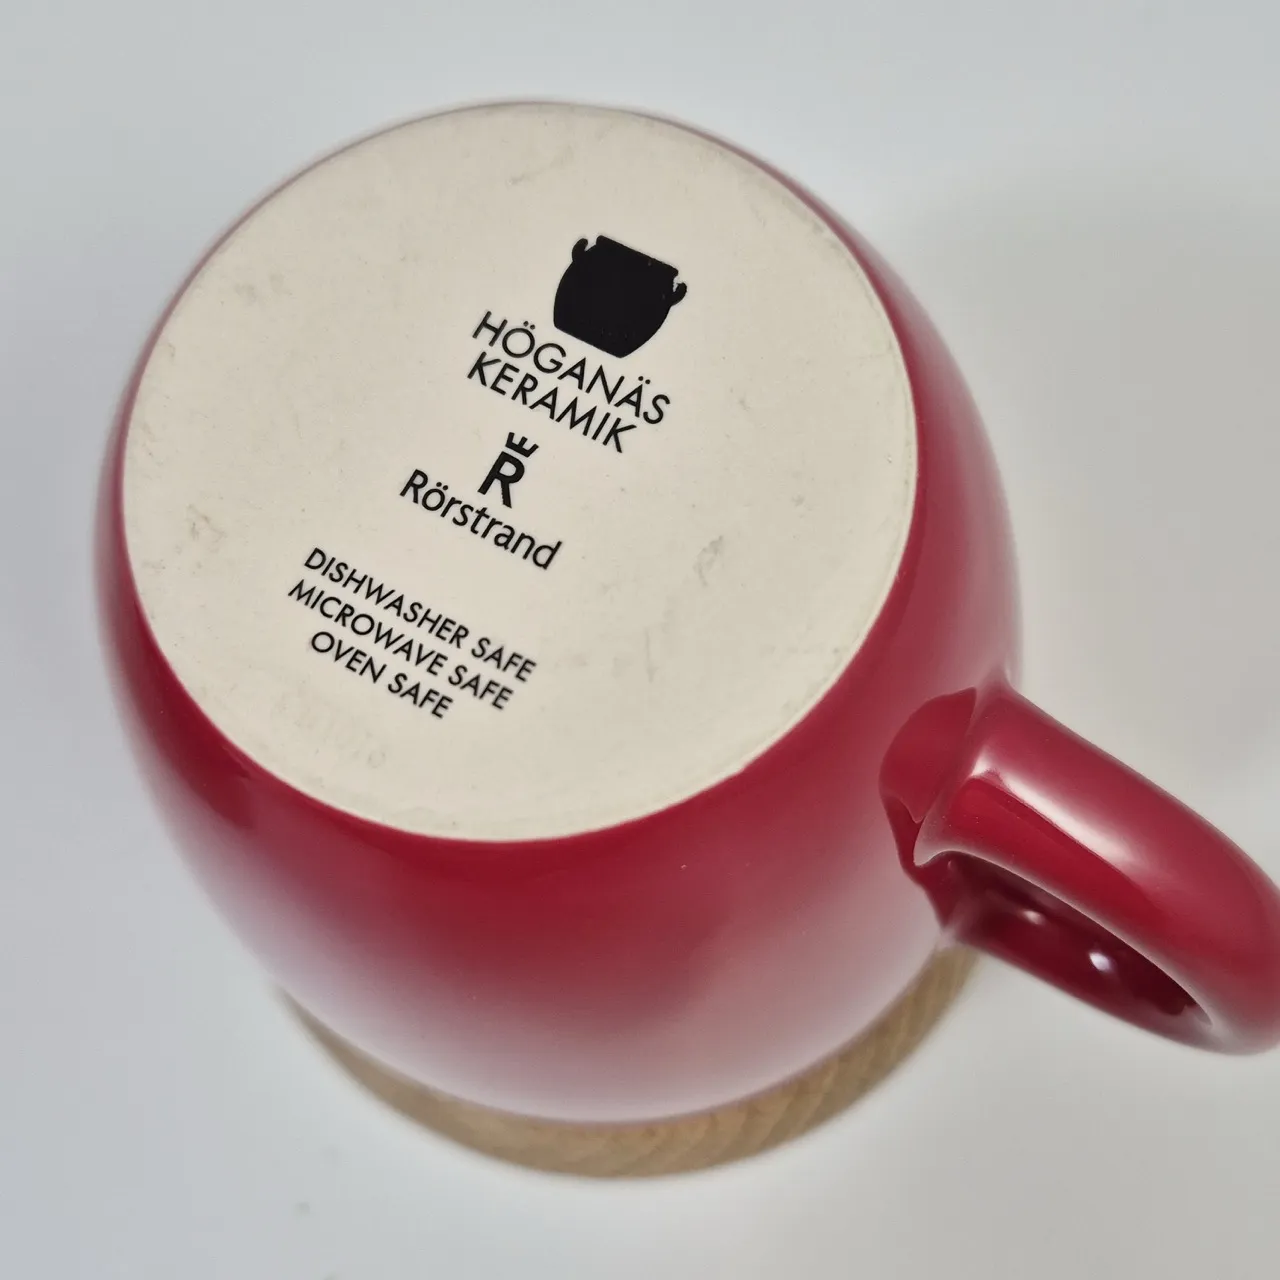 HÖGANÄS
KERAMIK
R
Rörstrand
DISHWASHER SAFE
MICROWAVE SAFE
OVEN SAFE